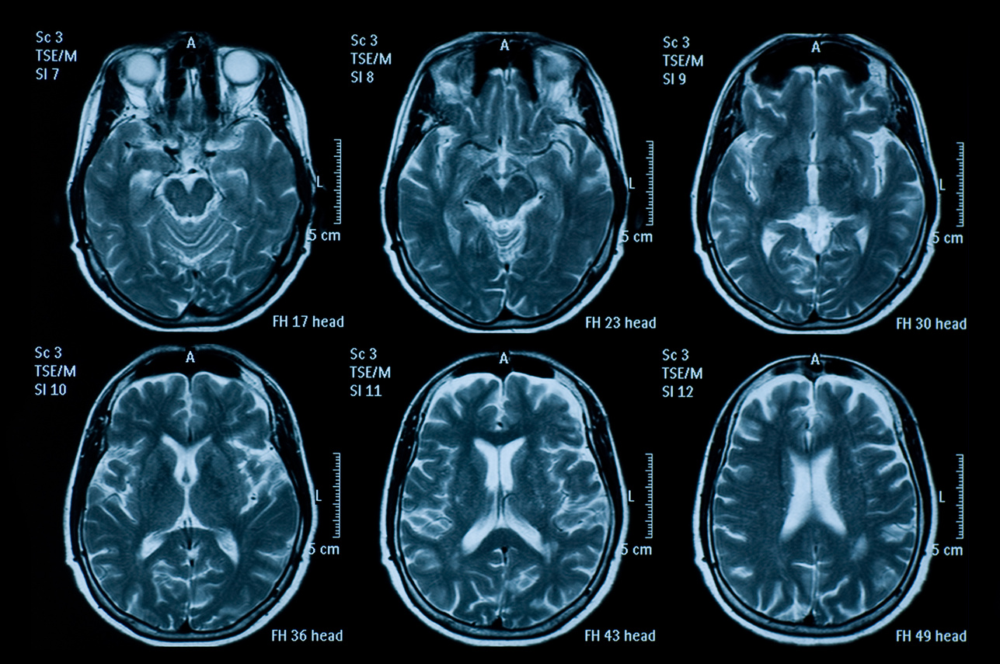 Sc 3
TSE/M
SI 7
A
L
5 cm
FH 17 head
Sc 3
TSE/M
SI 8
A
L
5 cm
FH 23 head
Sc 3
TSE/M
SI 9
A
L
5 cm
FH 30 head
Sc 3
TSE/M
SI 10
A
L
5 cm
FH 36 head
Sc 3
TSE/M
SI 11
A
L
5 cm
FH 43 head
Sc 3
TSE/M
SI 12
A
L
5 cm
FH 49 head